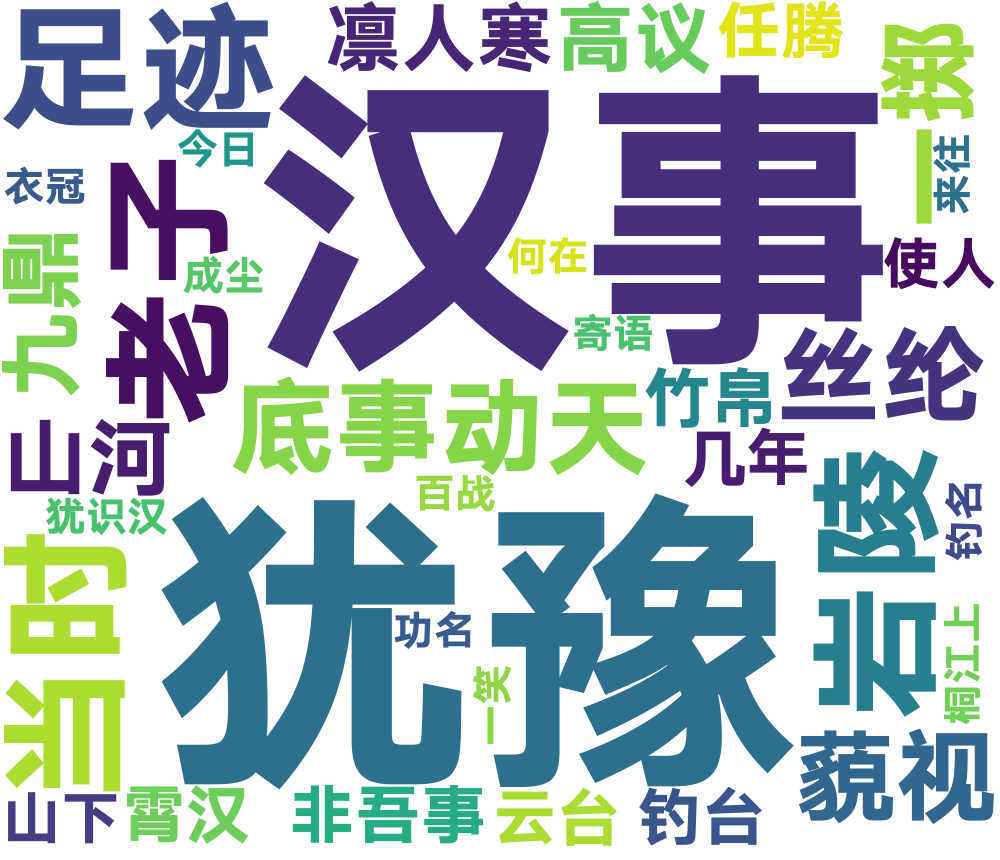 足迹
凛人寒
高议
任腾
掷
一
来往
今日
衣冠
汉事
老子
九鼎
成尘
何在
使人
寄语
丝纶
底事动天
竹帛
几年
山河
百战
犹识汉
岩陵
钓名
当时
犹豫
功名
一笑
桐江上
藐视
山下
霄汉
非吾事
云台
钓台